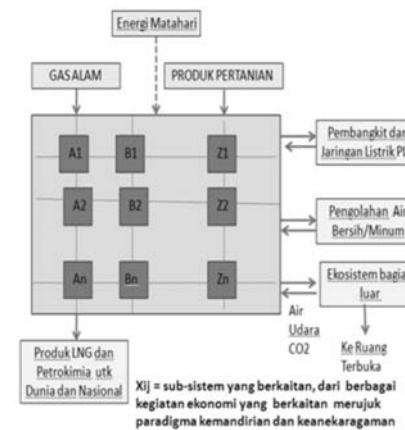 Energi Matahari
GAS ALAM
PRODUK PERTANIAN
A1 B1 Z1
A2 B2 Z2
An Bn Zn
Pembangkit dan
Jaringan Listrik
Pengolahan Air
Bersih/Minum
Ekosistem
luar
Air
Udara
CO2
Ke Ruang
Terbuka
Produk LNG dan
Petrokimia utk
Dunia dan Nasional
Xij = sub-sistem yang berkaitan, dari berbagai
kegiatan ekonomi yang berkaitan merujuk
paradigma kemandirian dan keanekaragaman